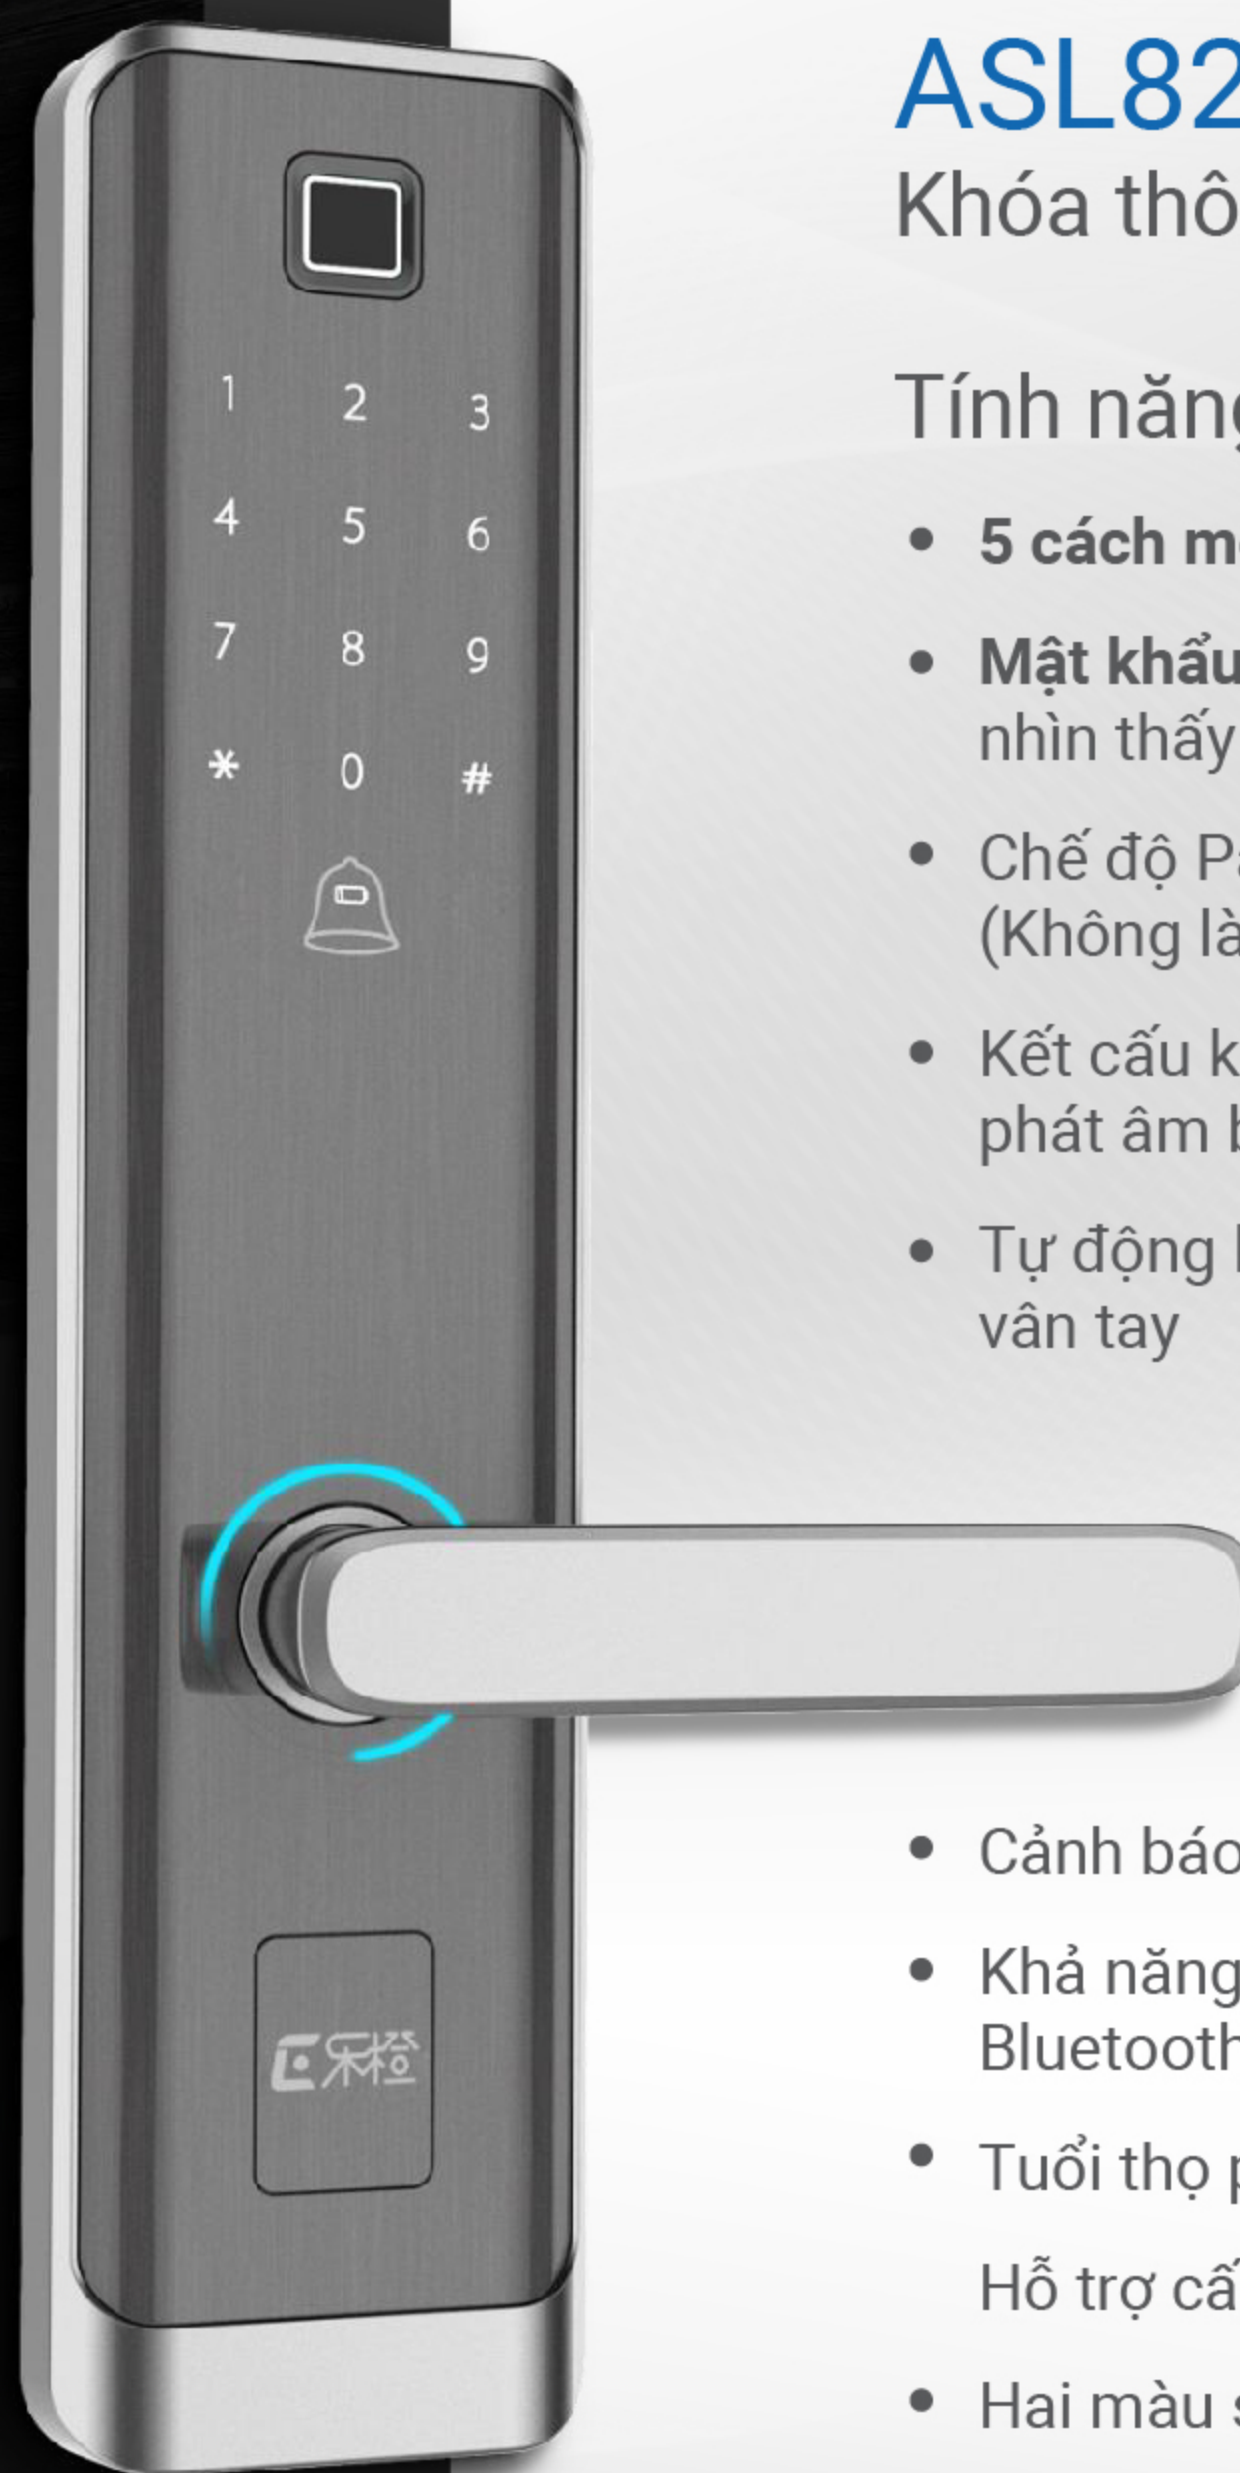 ASL82
Khóa thô
Tính năng
5 cách
Mật khẩu
nhìn thấy
Chế độ
(Không
Kết cấu
phát âm
Tự động
vân tay
Cảnh báo
Khả năng
Bluetooth
Tuổi thọ
Hỗ trợ
Hai màu
1 2 3
4 5 6
7 8 9
* 0 #
乐橙